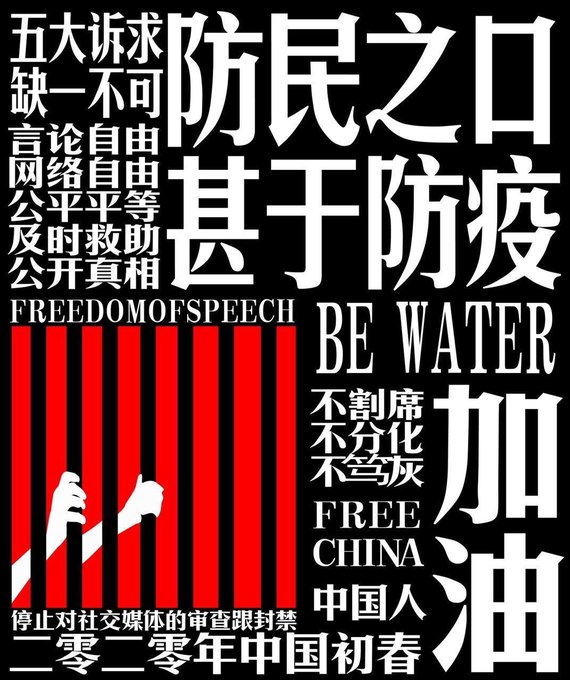 五大诉求
缺一不可
言论自由
网络自由
公平平等
及时救助
公开真相
防民之口
甚于防疫
FREEDOMOFSPEECH
BE WATER
不割席
不分化
不笃灰
FREE
CHINA
中国人
加油
停止对社交媒体的审查跟封禁
二零二零年中国初春